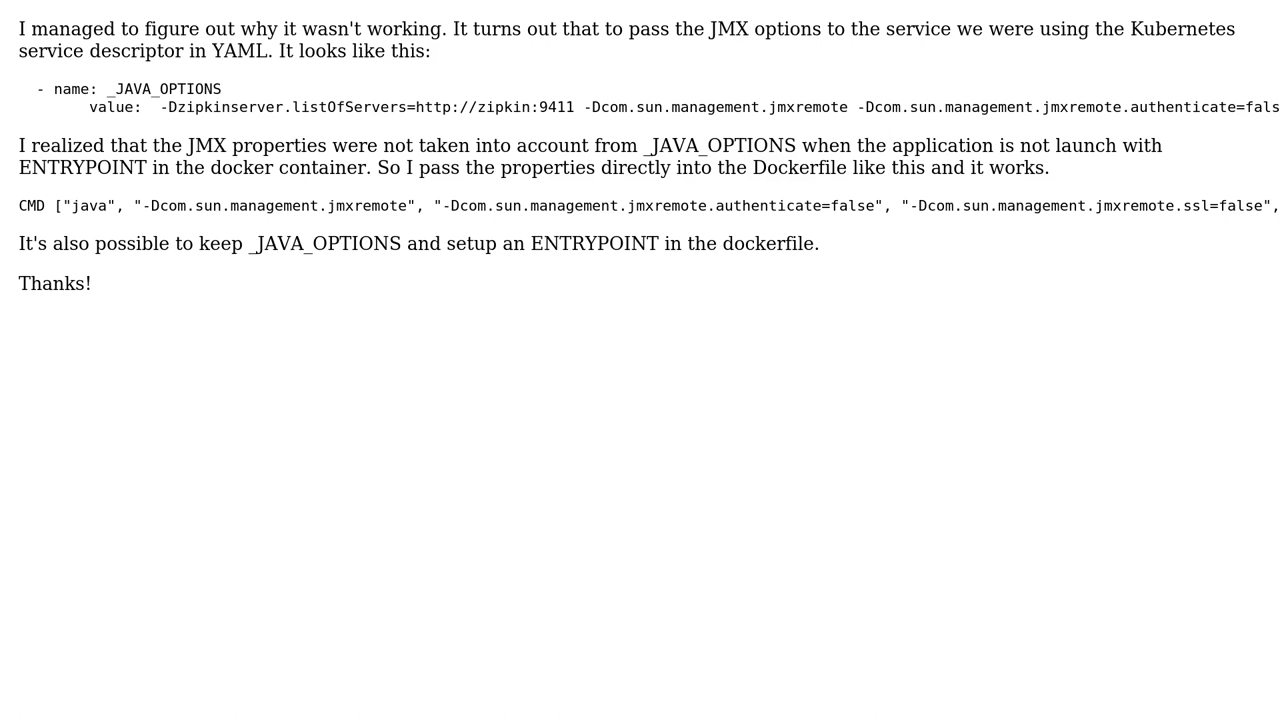 I managed to figure out why it wasn't working. It turns out that to pass the JMX options to the service we were using the Kubernetes
service descriptor in YAML. It looks like this:
- name: _JAVA_OPTIONS
value:  -Dzipkinserver.listOfServers=http://zipkin:9411 -Dcom.sun.management.jmxremote -Dcom.sun.management.jmxremote.authenticate=fals
I realized that the JMX properties were not taken into account from _JAVA_OPTIONS when the application is not launch with
ENTRYPOINT in the docker container. So I pass the properties directly into the Dockerfile like this and it works.
CMD ["java", "-Dcom.sun.management.jmxremote", "-Dcom.sun.management.jmxremote.authenticate=false", "-Dcom.sun.management.jmxremote.ssl=false",
It's also possible to keep _JAVA_OPTIONS and setup an ENTRYPOINT in the dockerfile.
Thanks!